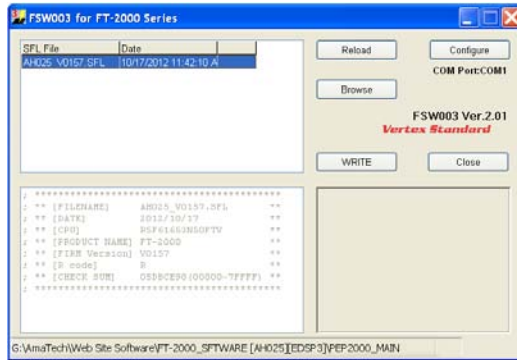 FSW003 for FT-2000 Series
SFL File Date
AH025_V0157.SFL 10/17/2012 11:42:10 A
Reload
Configure
COM Port:COM1
Browse
FSW003 Ver.2.01
Vertex Standard
WRITE
Close
; *****************************************
; ** [FILENAME] AH025_V0157.SFL **
; ** [DATE] 2012/10/17 **
; ** [CPU] **
; ** [PRODUCT NAME] FT-2000 **
; ** [FIRM Version] V0157 **
; ** [R code] R **
; ** [CHECK SUM] (00000-7FFFF) **
; *****************************************
G:\AmaTech\Web Site Software\FT-2000_SFTWARE [AH025][EDSP3]\PEP2000_MAIN